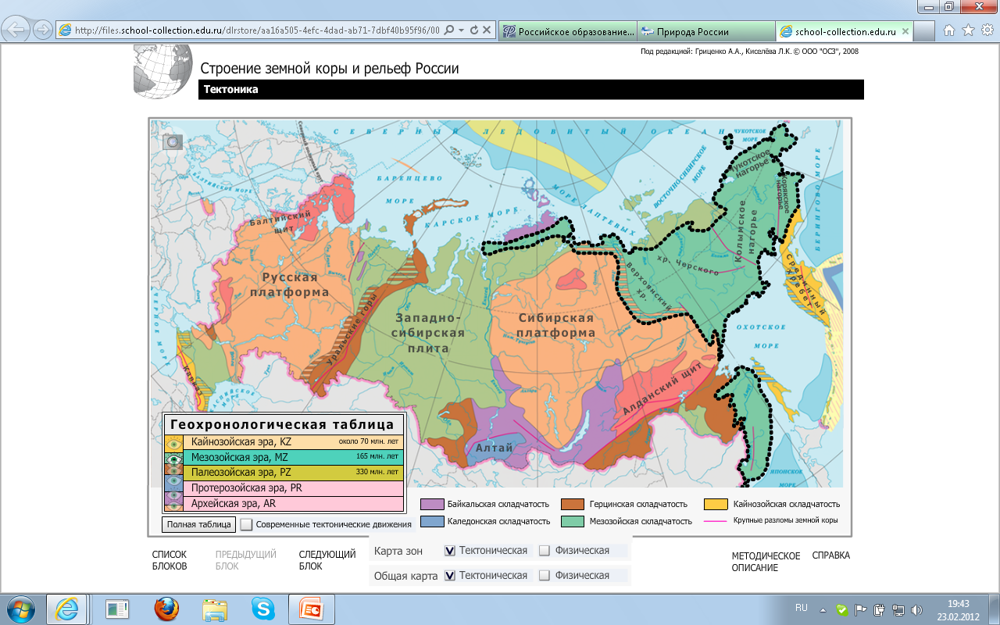 http://files.school-collection.edu.ru/dlrstore/aa16a505-4efc-4dad-ab71-7dbf40b95f96/00
Российское образование...
Природа России
school-collection.edu.ru
Под редакцией: Гриценко А.А., Киселёва Л.К. © ООО "ОСЗ", 2008
Строение земной коры и рельеф России
Тектоника
СЕВЕРНЫЙ ЛЕДОВИТЫЙ ОКЕАН
ЧУКОТСКОЕ
МОРЕ
БАРЕНЦЕВО
МОРЕ
КАРСКОЕ МОРЕ
МОРЕ ЛАПТЕВЫХ
ВОСТОЧНО-СИБИРСКОЕ
МОРЕ
БЕРИНГОВО МОРЕ
Чукотское
нагорье
Корякское
нагорье
Колымское
нагорье
хр. Черского
Верхоянский
хр.
Срединный
хребет
Балтийский
щит
Русская
платформа
Уральские горы
Западно-
сибирская
плита
Сибирская
платформа
ОХОТСКОЕ
МОРЕ
Алданский щит
Алтай
Кавказ
ЯПОНСКОЕ
МОРЕ
Геохронологическая таблица
Кайнозойская эра, KZ около 70 млн. лет
Мезозойская эра, MZ 165 млн. лет
Палеозойская эра, PZ 330 млн. лет
Протерозойская эра, PR
Архейская эра, AR
Полная таблица
Современные тектонические движения
Байкальская складчатость
Герцинская складчатость
Кайнозойская складчатость
Каледонская складчатость
Мезозойская складчатость
Крупные разломы земной коры
СПИСОК
БЛОКОВ
ПРЕДЫДУЩИЙ
БЛОК
СЛЕДУЮЩИЙ
БЛОК
Карта зон Тектоническая Физическая
Общая карта Тектоническая Физическая
МЕТОДИЧЕСКОЕ
ОПИСАНИЕ
СПРАВКА
RU
19:43
23.02.2012